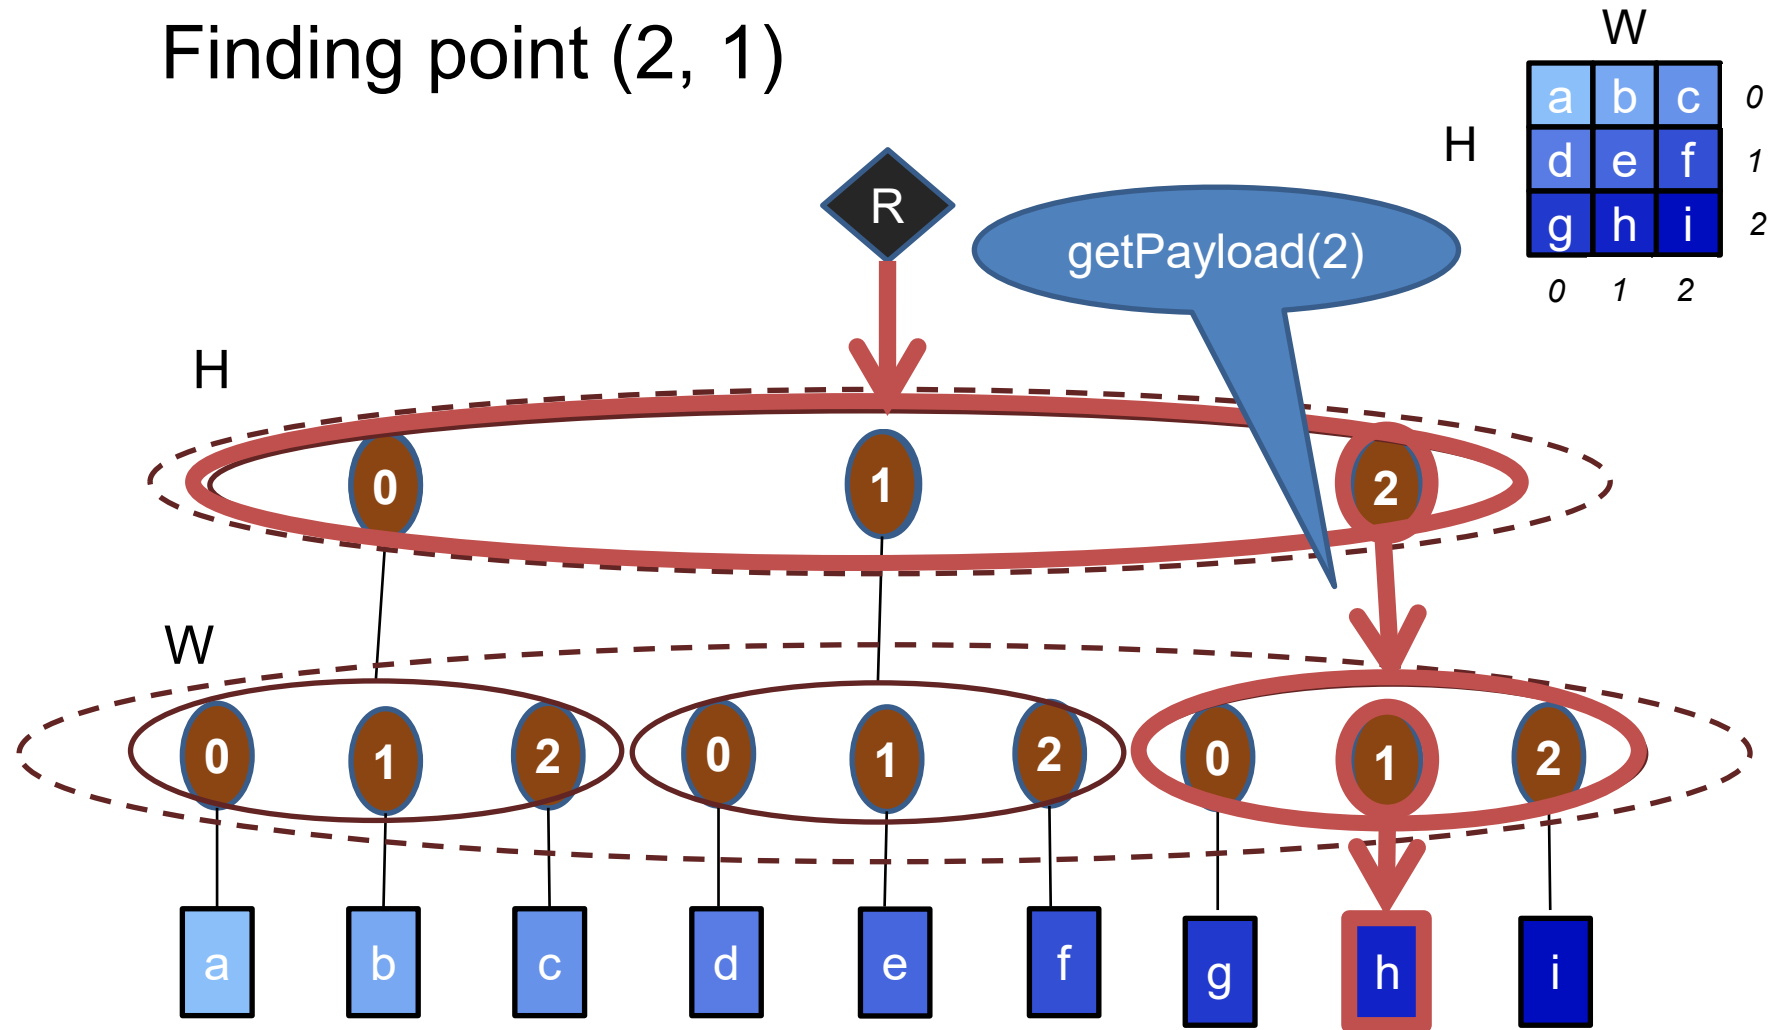 Finding point (2, 1)
W
a b c 0
H
d e f 1
g h i 2
0 1 2
R
getPayload(2)
H
0 1 2
W
0 1 2 0 1 2 0 1 2
a b c d e f g h i